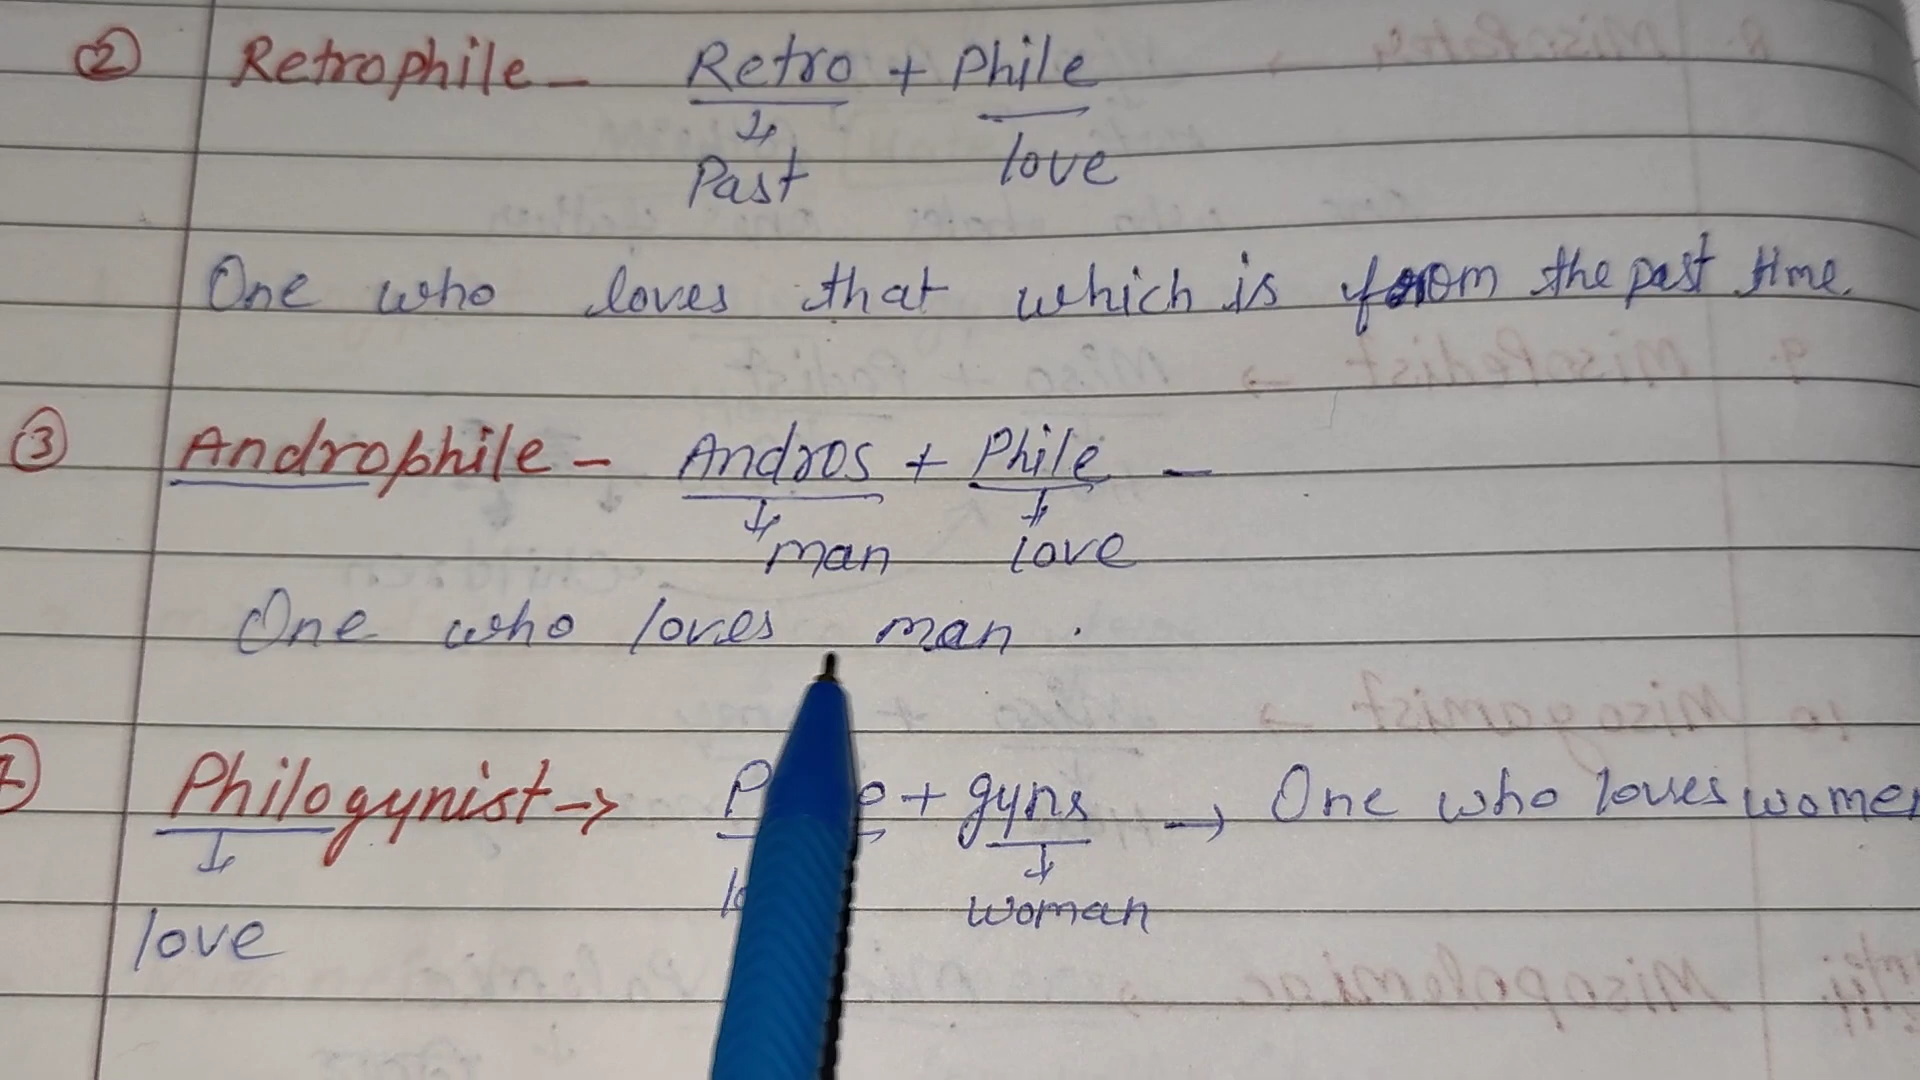 ② Retrophile - Retro + Phile
Past love
One who loves that which is from the past time.
③ Androphile - Andros + Phile -
man love
One who loves man.
Philogynist -> + gyns -> One who loves women
woman
love